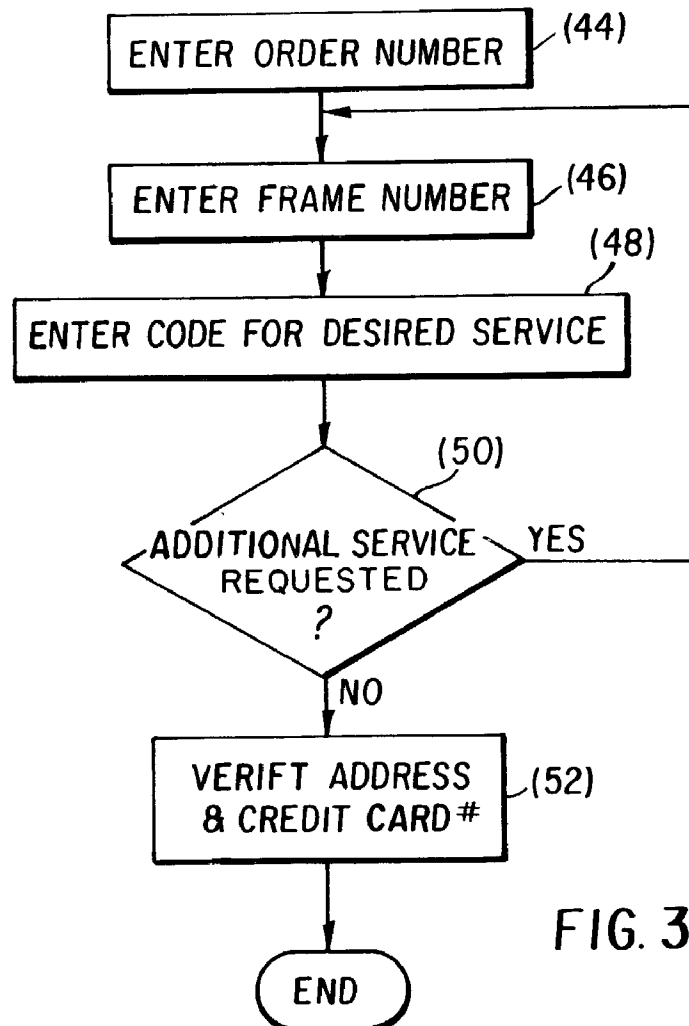 ENTER ORDER NUMBER
(44)
ENTER FRAME NUMBER
(46)
(48)
ENTER CODE FOR DESIRED SERVICE
(50)
ADDITIONAL SERVICE
REQUESTED
?
YES
NO
VERIFT ADDRESS
& CREDIT CARD #
(52)
FIG. 3
END